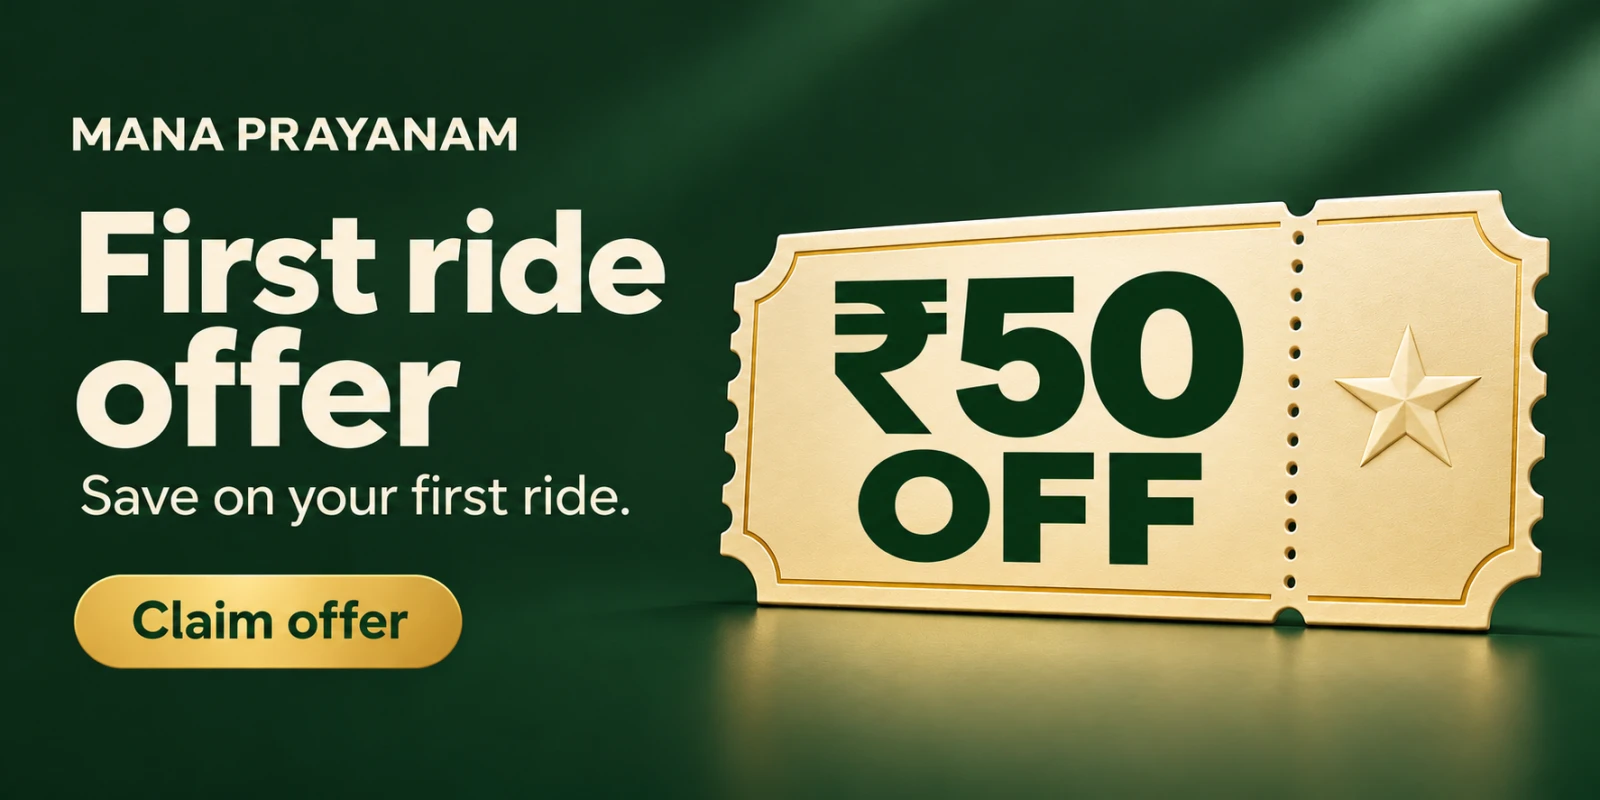 MANA PRAYANAM
First ride
offer
Save on your first ride.
Claim offer
₹50
OFF